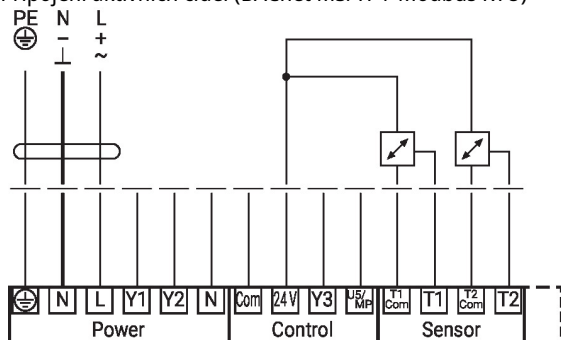 PE N L
– +
⊥ ~
N L Y1 Y2 N Com 24V Y3 U5/MP T1 Com T1 T2 Com T2
Power Control Sensor